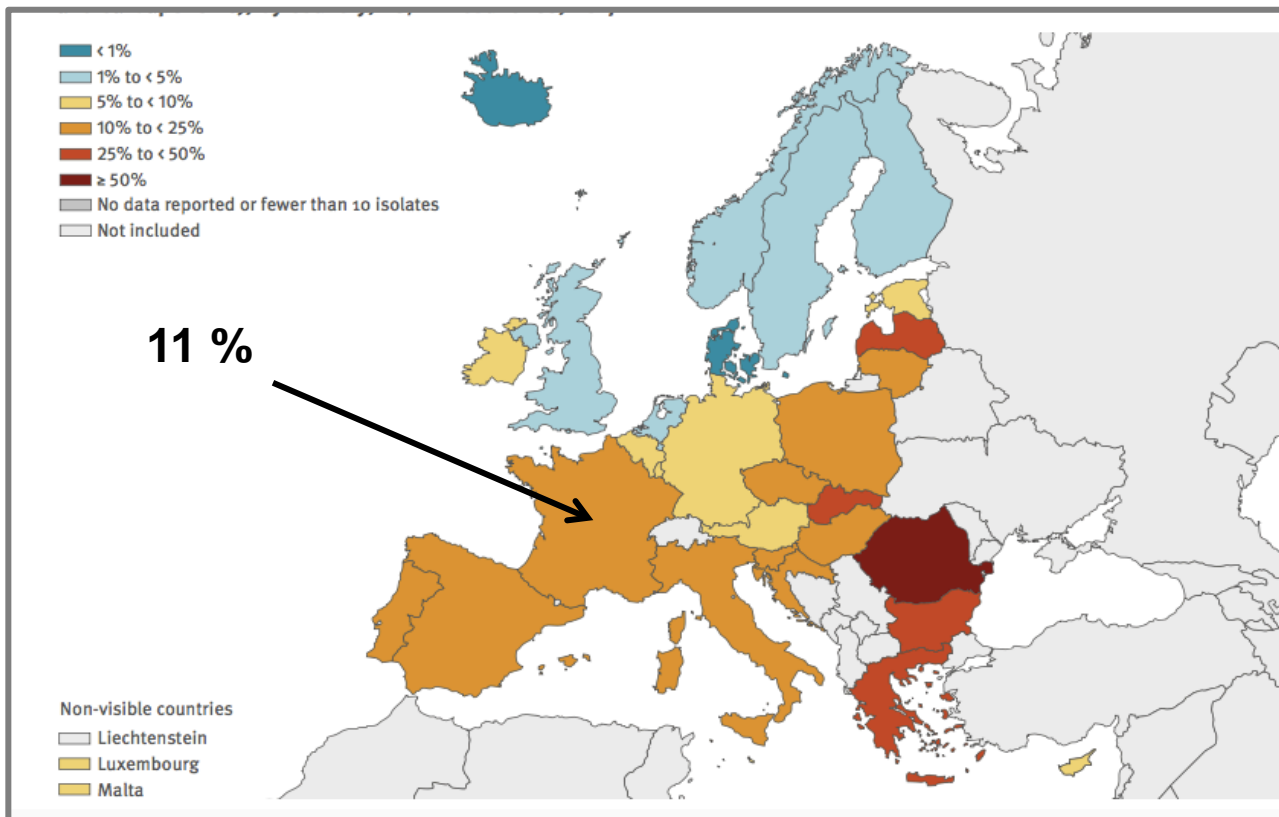 < 1%
1% to < 5%
5% to < 10%
10% to < 25%
25% to < 50%
≥ 50%
No data reported or fewer than 10 isolates
Not included
11 %
Non-visible countries
Liechtenstein
Luxembourg
Malta